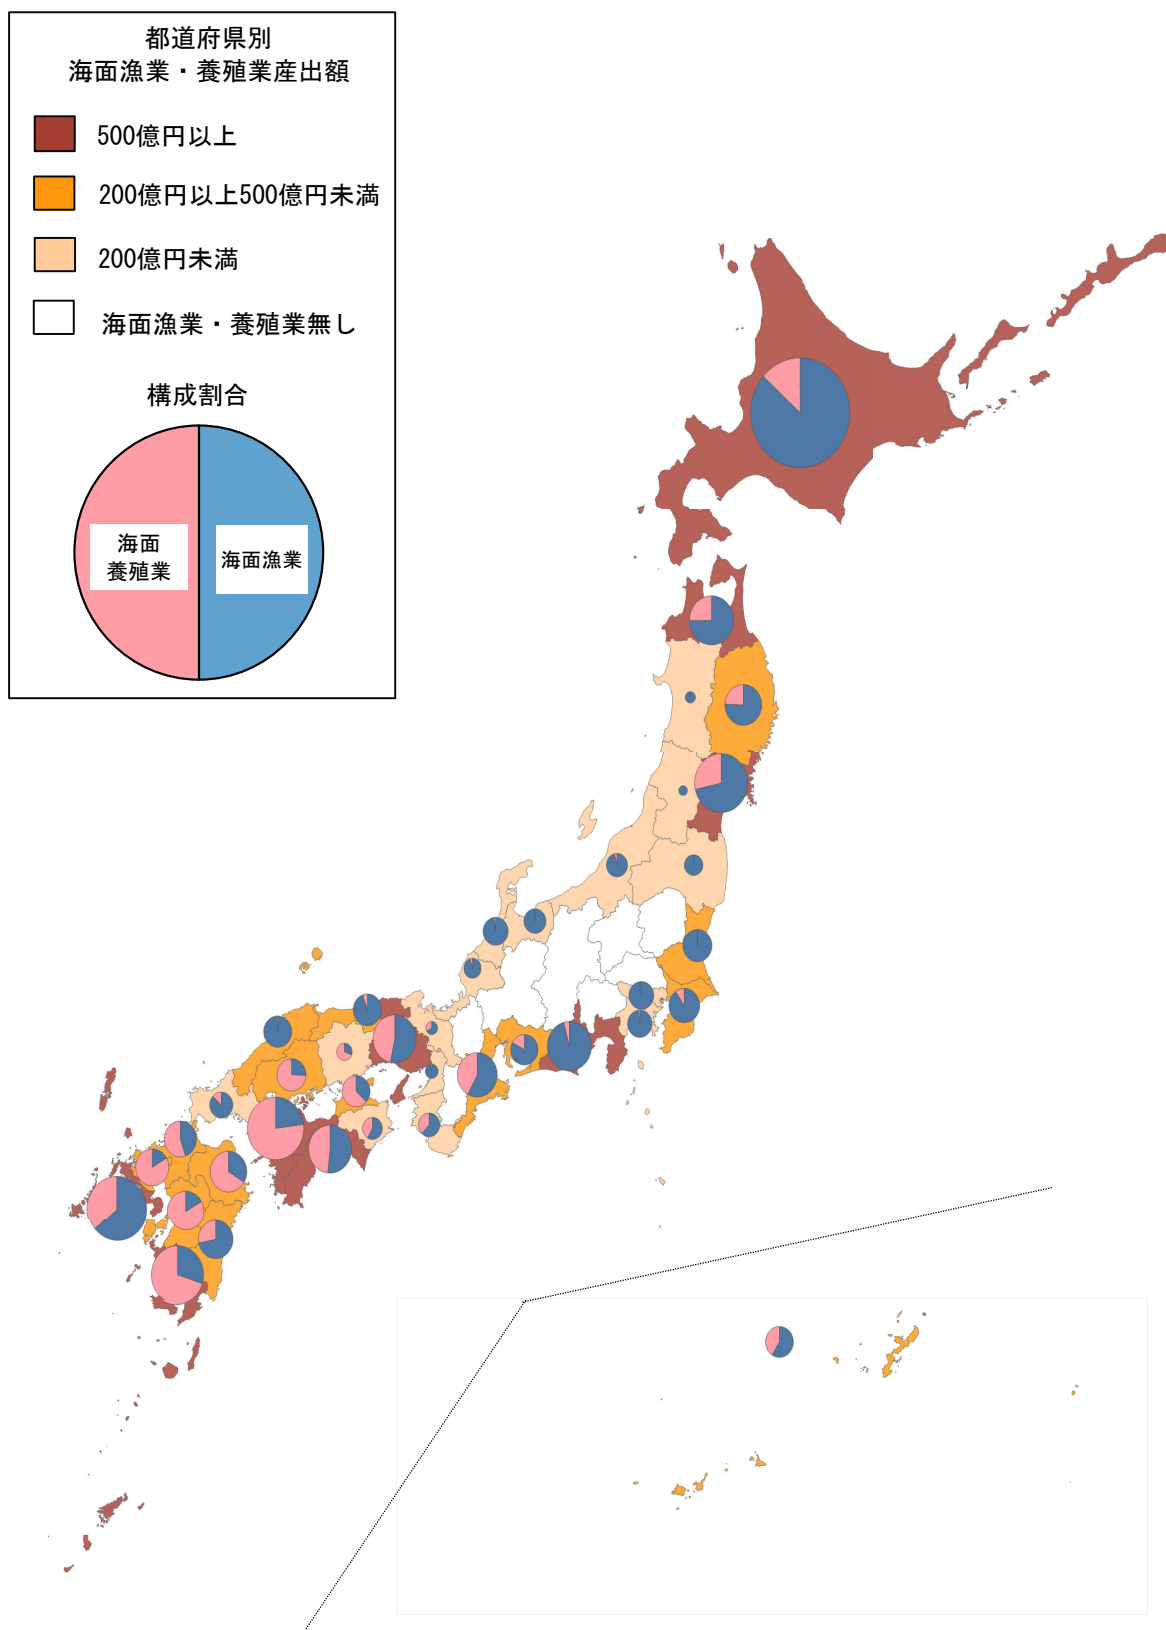 都道府県別
海面漁業・養殖業産出額
500億円以上
200億円以上500億円未満
200億円未満
海面漁業・養殖業無し
構成割合
海面
養殖業
海面漁業